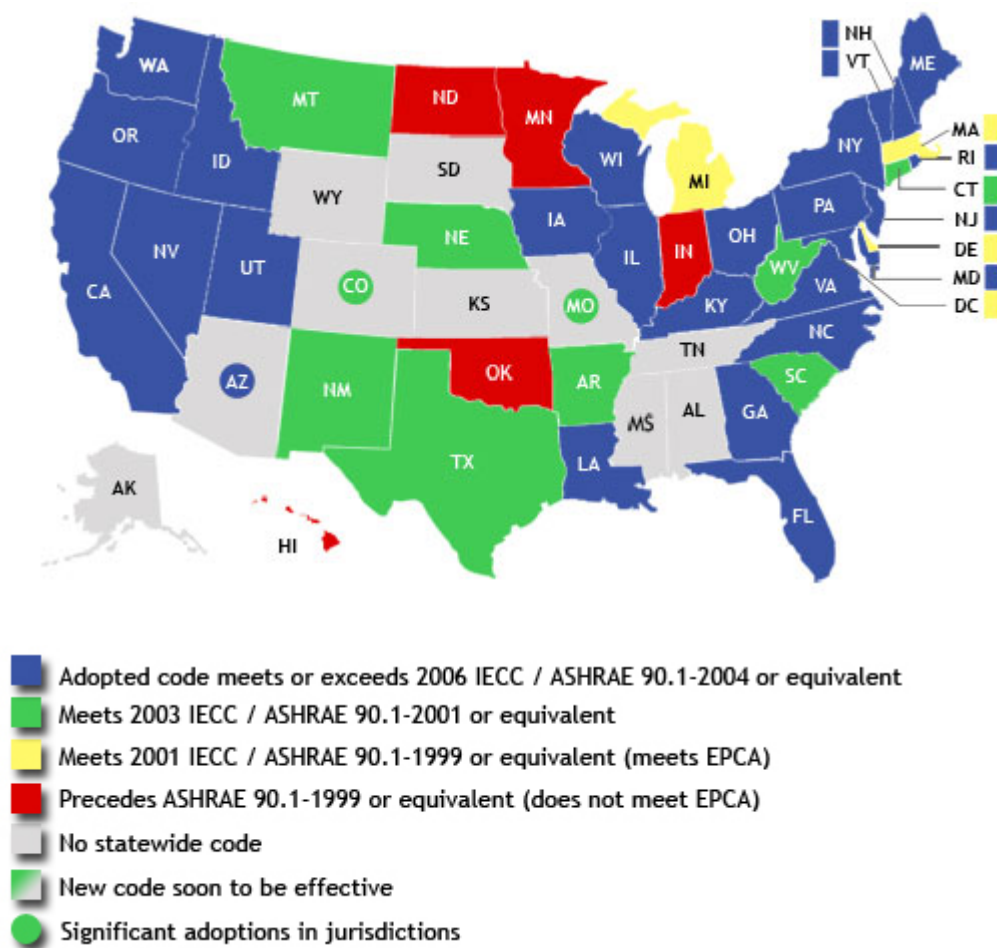 NH
WA
VT
ME
MT
ND
MN
OR
MA
ID
NY
WI
SD
RI
WY
MI
CT
PA
IA
NJ
NE
OH
NV
IN
DE
UT
IL
WV
CO
MD
CA
VA
KS
MO
KY
DC
NC
TN
OK
AZ
AR
SC
NM
MS
AL
GA
TX
LA
AK
FL
HI
Adopted code meets or exceeds 2006 IECC / ASHRAE 90.1-2004 or equivalent
Meets 2003 IECC / ASHRAE 90.1-2001 or equivalent
Meets 2001 IECC / ASHRAE 90.1-1999 or equivalent (meets EPCA)
Precedes ASHRAE 90.1-1999 or equivalent (does not meet EPCA)
No statewide code
New code soon to be effective
Significant adoptions in jurisdictions